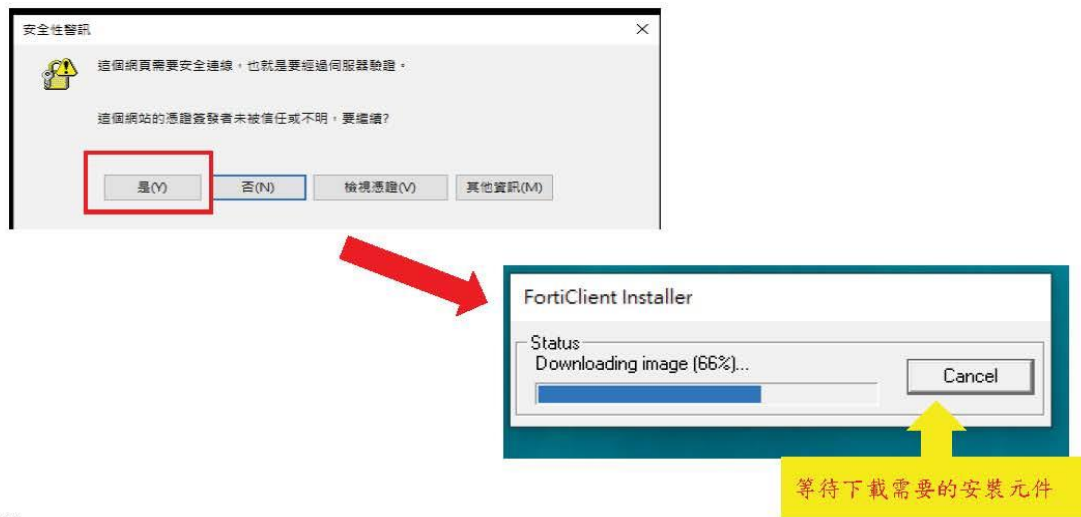 安全性警訊
這個網頁需要安全連線，也就是要經過伺服器驗證。
這個網站的憑證簽發者未被信任或不明，要繼續?
是(Y) 否(N) 檢視憑證(V) 其他資訊(M)
FortiClient Installer
Status
Downloading image (66%)...
Cancel
等待下載需要的安裝元件